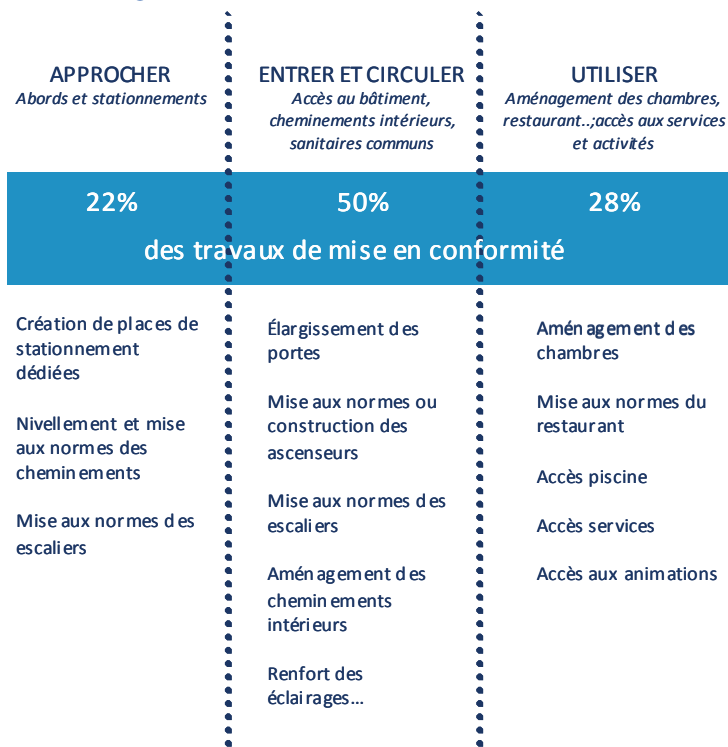 APPROCHER
Abords et stationnements
ENTRER ET CIRCULER
Accès au bâtiment,
cheminements intérieurs,
sanitaires communs
UTILISER
Aménagement des chambres,
restaurant..;accès aux services
et activités
22%
50%
28%
des travaux de mise en conformité
Création de places de
stationnement
dédiées
Nivellement et mise
aux normes des
cheminements
Mise aux normes des
escaliers
Élargissement des
portes
Mise aux normes ou
construction des
ascenseurs
Mise aux normes des
escaliers
Aménagement des
cheminements
intérieurs
Renfort des
éclairages…
Aménagement des
chambres
Mise aux normes du
restaurant
Accès piscine
Accès services
Accès aux animations